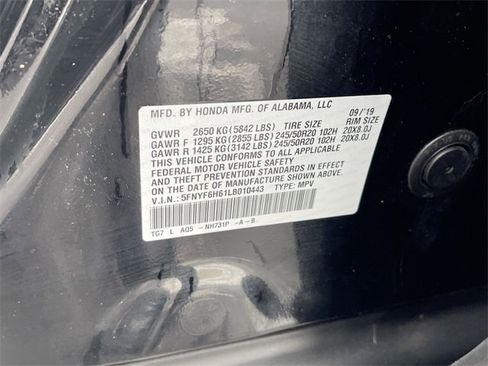 MFD. BY HONDA MFG. OF ALABAMA, LLC 09/'19
GVWR 2650 KG(5842 LBS) TIRE SIZE RIM SIZE
GAWR F 1295 KG(2855 LBS) 245/50R20 102H 20X8.0J
GAWR R 1425 KG(3142 LBS) 245/50R20 102H 20X8.0J
THIS VEHICLE CONFORMS TO ALL APPLICABLE
FEDERAL MOTOR VEHICLE SAFETY
AND THEFT PREVENTION STANDARDS IN EFFECT
ON THE DATE OF MANUFACTURE SHOWN ABOVE.
V.I.N.: 5FNYF6H61LB010443 TYPE: MPV
TG7 L A05 -NH731P -A-B-